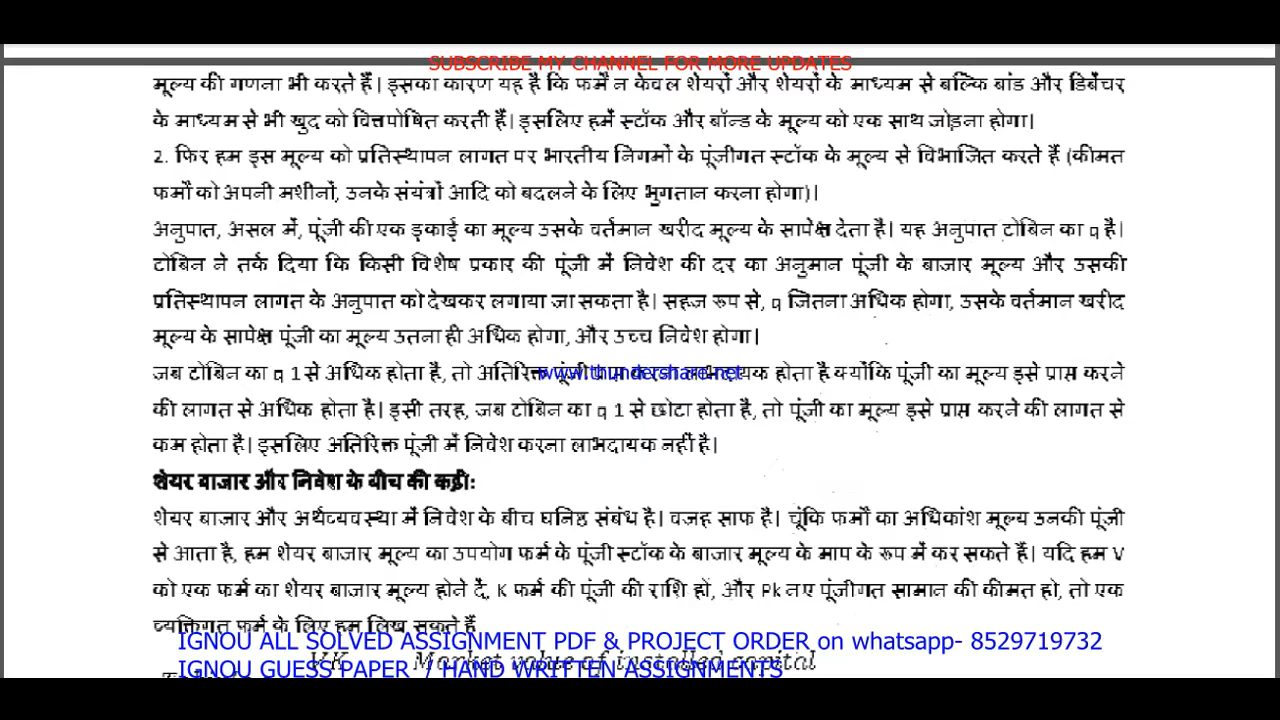 SUBSCRIBE MY CHANNEL FOR MORE UPDATES
मूल्य की गणना भी करते हैं। इसका कारण यह है कि फर्में न केवल शेयरों और शेयरों के माध्यम से बल्कि बांड और डिबेंचर
के माध्यम से भी खुद को वित्तपोषित करती हैं। इसलिए हमें स्टॉक और बॉन्ड के मूल्य को एक साथ जोड़ना होगा।
2. फिर हम इस मूल्य को प्रतिस्थापन लागत पर भारतीय निगमों के पूंजीगत स्टॉक के मूल्य से विभाजित करते हैं (कीमत
फर्मों को अपनी मशीनों, उनके संयंत्रों आदि को बदलने के लिए भुगतान करना होगा)।
अनुपात, असल में, पूंजी की एक इकाई का मूल्य उसके वर्तमान खरीद मूल्य के सापेक्ष देता है। यह अनुपात टोबिन का q है।
टोबिन ने तर्क दिया कि किसी विशेष प्रकार की पूंजी में निवेश की दर का अनुमान पूंजी के बाजार मूल्य और उसकी
प्रतिस्थापन लागत के अनुपात को देखकर लगाया जा सकता है। सहज रूप से, q जितना अधिक होगा, उसके वर्तमान खरीद
मूल्य के सापेक्ष पूंजी का मूल्य उतना ही अधिक होगा, और उच्च निवेश होगा।
जब टोबिन का q 1 से अधिक होता है, तो अतिरिक्त www.thundershare.net होता है क्योंकि पूंजी का मूल्य इसे प्राप्त करने
की लागत से अधिक होता है। इसी तरह, जब टोबिन का q 1 से छोटा होता है, तो पूंजी का मूल्य इसे प्राप्त करने की लागत से
कम होता है। इसलिए अतिरिक्त पूंजी में निवेश करना लाभदायक नहीं है।
शेयर बाजार और निवेश के बीच की कड़ी:
शेयर बाजार और अर्थव्यवस्था में निवेश के बीच घनिष्ठ संबंध है। वजह साफ है। चूंकि फर्मों का अधिकांश मूल्य उनकी पूंजी
से आता है, हम शेयर बाजार मूल्य का उपयोग फर्म के पूंजी स्टॉक के बाजार मूल्य के माप के रूप में कर सकते हैं। यदि हम V
को एक फर्म का शेयर बाजार मूल्य होने दें, K फर्म की पूंजी की राशि हो, और Pk नए पूंजीगत सामान की कीमत हो, तो एक
व्यक्तिगत फर्म के लिए हम लिख सकते हैं
IGNOU ALL SOLVED ASSIGNMENT PDF & PROJECT ORDER on whatsapp- 8529719732
Market value of installed capital
IGNOU GUESS PAPER / HAND WRITTEN ASSIGNMENTS